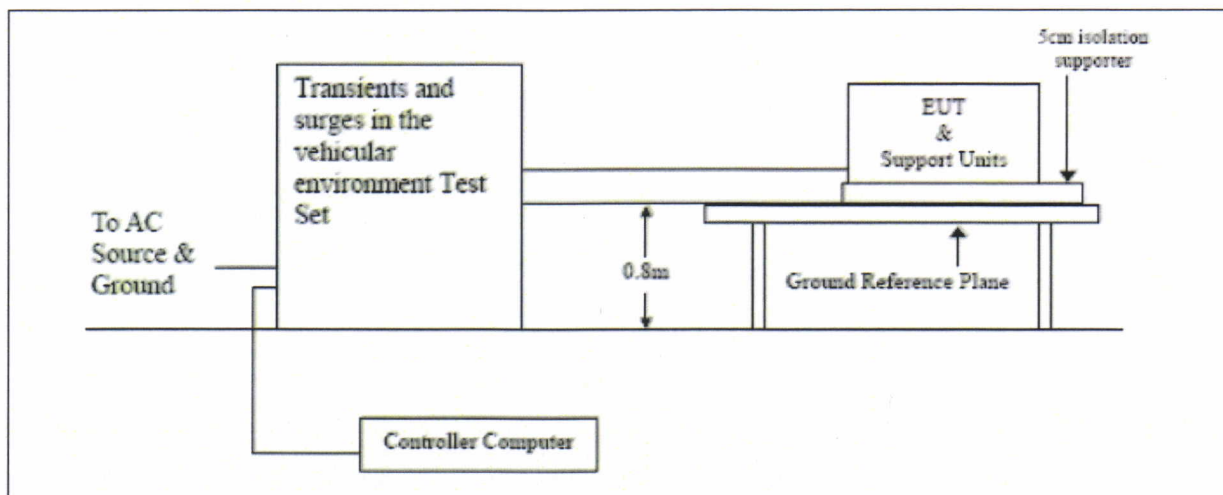 5cm isolation
supporter
Transients and
surges in the
vehicular
environment Test
Set
EUT
&
Support Units
To AC
Source &
Ground
0.8m
Ground Reference Plane
Controller Computer